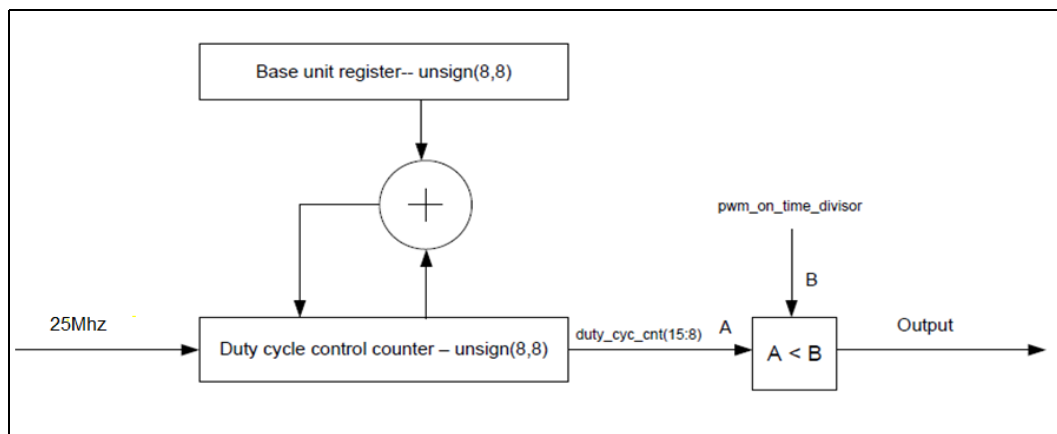 Base unit register-- unsign(8,8)
+
pwm_on_time_divisor
B
25Mhz
Duty cycle control counter – unsign(8,8)
duty_cyc_cnt(15:8)
A
A < B
Output